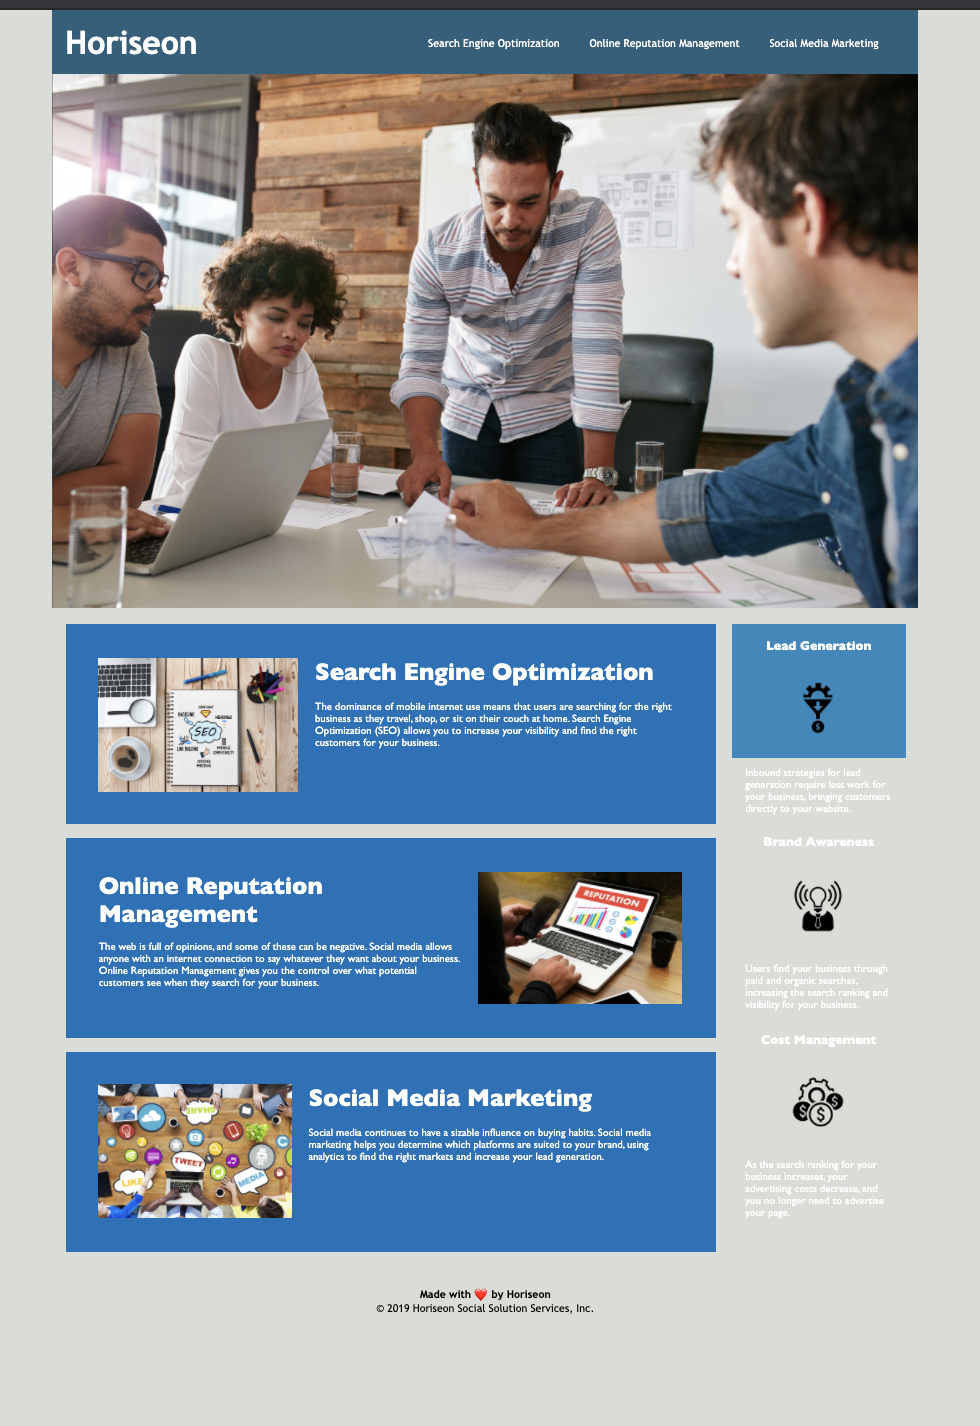 Horiseon
Search Engine Optimization
Online Reputation Management
Social Media Marketing
SEO
Search Engine Optimization
The dominance of mobile internet use means that users are searching for the right
business as they travel, shop, or sit on their couch at home. Search Engine
Optimization (SEO) allows you to increase your visibility and find the right
customers for your business.
Online Reputation
Management
The web is full of opinions, and some of these can be negative. Social media allows
anyone with an internet connection to say whatever they want about your business.
Online Reputation Management gives you the control over what potential
customers see when they search for your business.
REPUTATION
SHARE
TWEET
LIKE
MEDIA
Social Media Marketing
Social media continues to have a sizable influence on buying habits. Social media
marketing helps you determine which platforms are suited to your brand, using
analytics to find the right markets and increase your lead generation.
Lead Generation
Inbound strategies for lead
generation require less work for
your business, bringing customers
directly to your website.
Brand Awareness
Users find your business through
paid and organic searches,
increasing the search ranking and
visibility for your business.
Cost Management
As the search ranking for your
business increases, your
advertising costs decrease, and
you no longer need to advertise
your page.
Made with ❤️ by Horiseon
© 2019 Horiseon Social Solution Services, Inc.